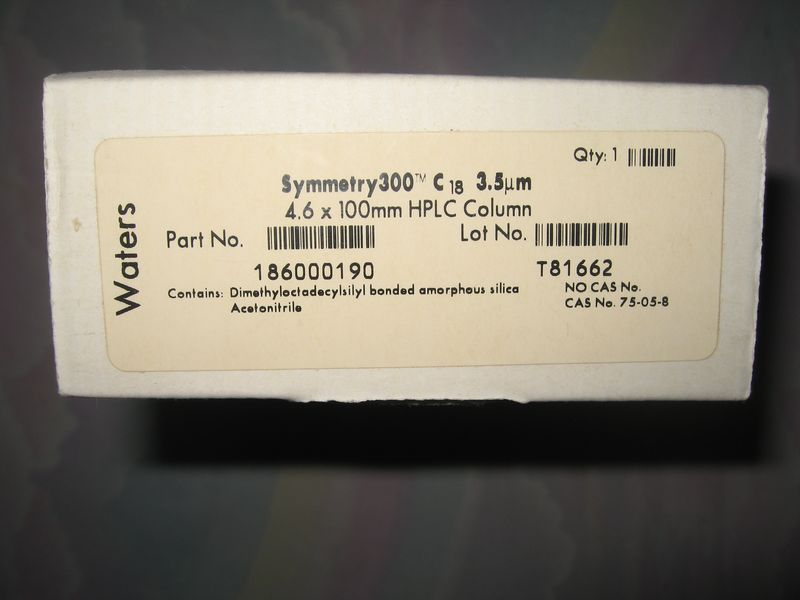 Qty: 1
Symmetry300™ C18 3.5µm
4.6 x 100mm HPLC Column
Waters
Part No.
Lot No.
186000190
T81662
Contains: Dimethyloctadecylsilyl bonded amorphous silica
NO CAS No.
Acetonitrile
CAS No. 75-05-8